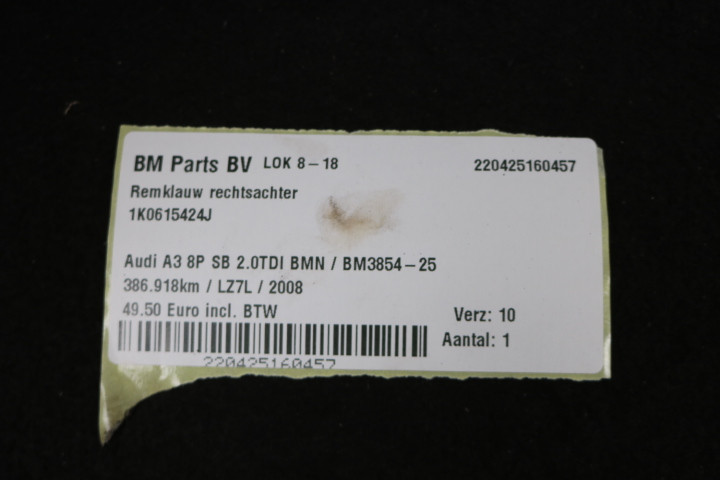 BM Parts BV LOK 8-18 220425160457
Remklauw rechtsachter
1K0615424J
Audi A3 8P SB 2.0TDI BMN / BM3854-25
386.918km / LZ7L / 2008
49.50 Euro incl. BTW
Verz: 10
Aantal: 1
220425160457